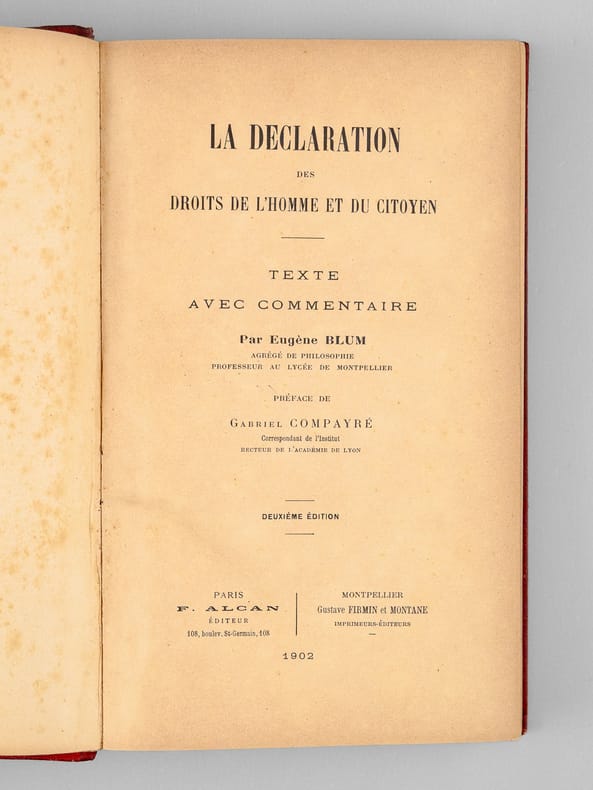 LA DECLARATION
DES
DROITS DE L'HOMME ET DU CITOYEN
TEXTE
AVEC COMMENTAIRE
Par Eugène BLUM
AGRÉGÉ DE PHILOSOPHIE
PROFESSEUR AU LYCÉE DE MONTPELLIER
PRÉFACE DE
GABRIEL COMPAYRÉ
Correspondant de l'Institut
RECTEUR DE L'ACADÉMIE DE LYON
DEUXIÈME ÉDITION
PARIS
F. ALCAN
ÉDITEUR
108, boulev. St-Germain, 108
MONTPELLIER
Gustave FIRMIN et MONTANE
IMPRIMEURS-ÉDITEURS
1902